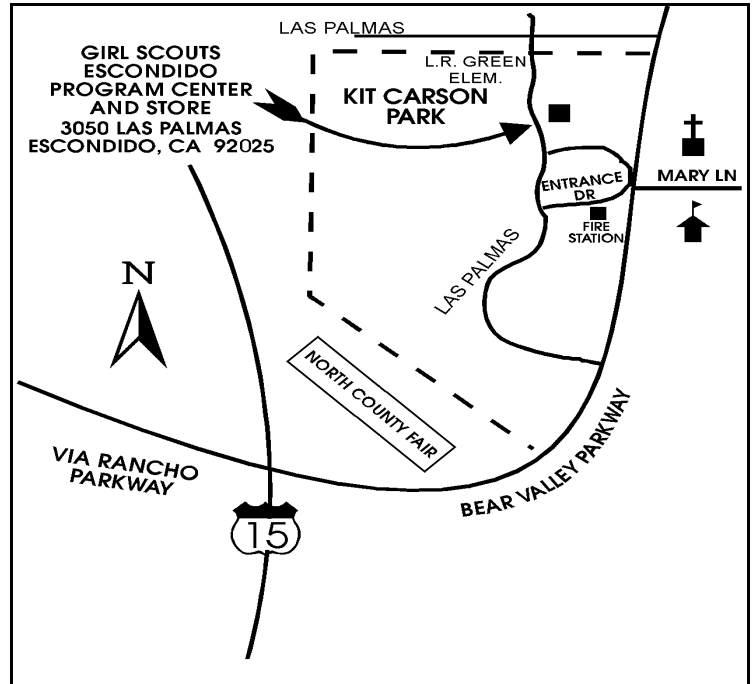 LAS PALMAS
GIRL SCOUTS
ESCONDIDO
PROGRAM CENTER
AND STORE
3050 LAS PALMAS
ESCONDIDO, CA 92025
L.R. GREEN
ELEM.
KIT CARSON
PARK
ENTRANCE
DR
MARY LN
FIRE
STATION
LAS PALMAS
N
NORTH COUNTY FAIR
VIA RANCHO
PARKWAY
BEAR VALLEY PARKWAY
15